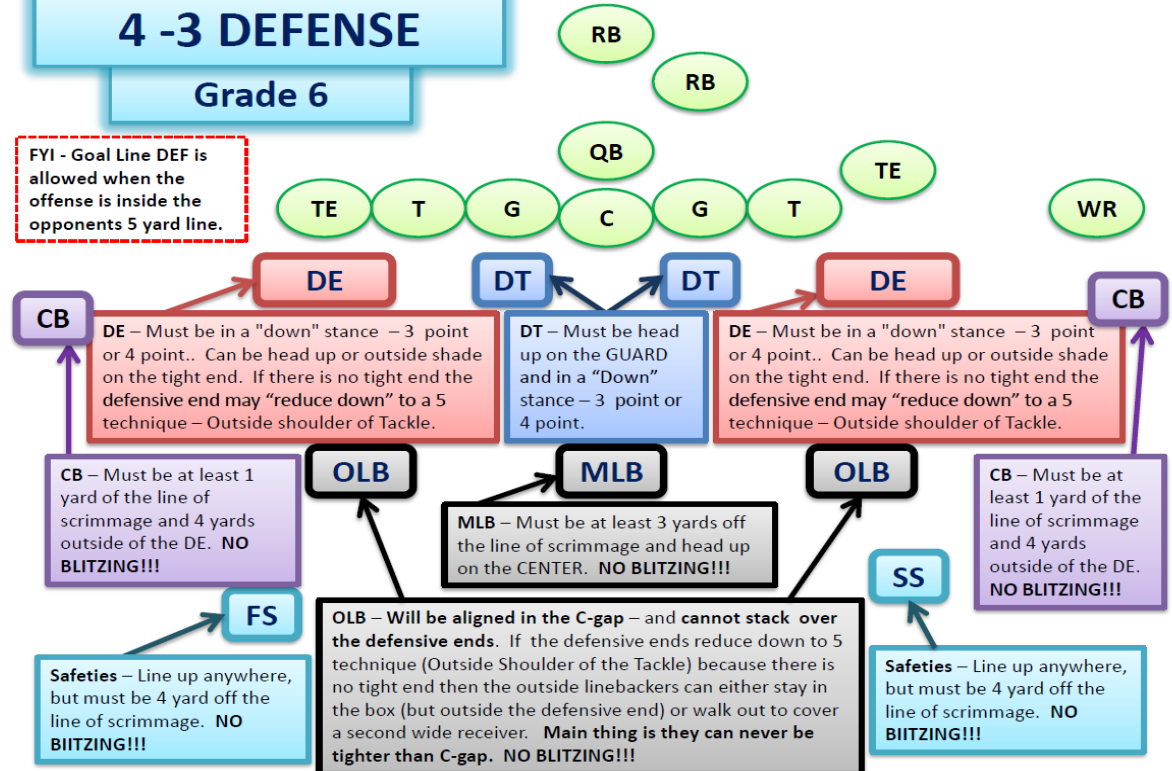 4 -3 DEFENSE
Grade 6
RB
RB
QB
TE
TE
T
G
C
G
T
WR
FYI - Goal Line DEF is
allowed when the
offense is inside the
opponents 5 yard line.
DE
DT
DT
DE
CB
CB
DE – Must be in a "down" stance – 3 point
or 4 point.. Can be head up or outside shade
on the tight end. If there is no tight end the
defensive end may “reduce down” to a 5
technique – Outside shoulder of Tackle.
DT – Must be head
up on the GUARD
and in a “Down”
stance – 3 point or
4 point.
DE – Must be in a "down" stance – 3 point
or 4 point.. Can be head up or outside shade
on the tight end. If there is no tight end the
defensive end may “reduce down” to a 5
technique – Outside shoulder of Tackle.
OLB
MLB
OLB
CB – Must be at least 1
yard of the line of
scrimmage and 4 yards
outside of the DE. NO
BLITZING!!!
MLB – Must be at least 3 yards off
the line of scrimmage and head up
on the CENTER. NO BLITZING!!!
CB – Must be at
least 1 yard of the
line of scrimmage
and 4 yards
outside of the DE.
NO BLITZING!!!
FS
SS
Safeties – Line up anywhere,
but must be 4 yard off the
line of scrimmage. NO
BIITZING!!!
OLB – Will be aligned in the C-gap – and cannot stack over
the defensive ends. If the defensive ends reduce down to 5
technique (Outside Shoulder of the Tackle) because there is
no tight end then the outside linebackers can either stay in
the box (but outside the defensive end) or walk out to cover
a second wide receiver. Main thing is they can never be
tighter than C-gap. NO BLITZING!!!
Safeties – Line up anywhere,
but must be 4 yard off the
line of scrimmage. NO
BIITZING!!!